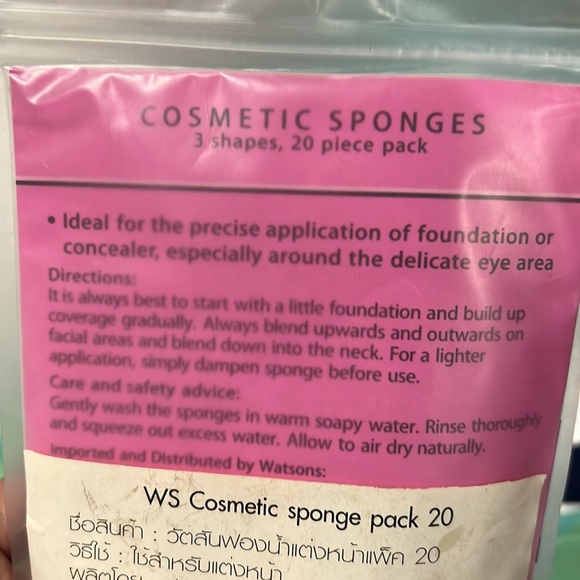 COSMETIC SPONGES
3 shapes, 20 piece pack
• Ideal for the precise application of foundation or
concealer, especially around the delicate eye area
Directions:
It is always best to start with a little foundation and build up
coverage gradually. Always blend upwards and outwards on
facial areas and blend down into the neck. For a lighter
application, simply dampen sponge before use.
Care and safety advice:
Gently wash the sponges in warm soapy water. Rinse thoroughly
and squeeze out excess water. Allow to air dry naturally.
Imported and Distributed by Watsons:
WS Cosmetic sponge pack 20
ชื่อสินค้า : วัตสันฟองน้ำแต่งหน้าแพ็ค 20
วิธีใช้ : ใช้สำหรับแต่งหน้า
ผลิตโดย